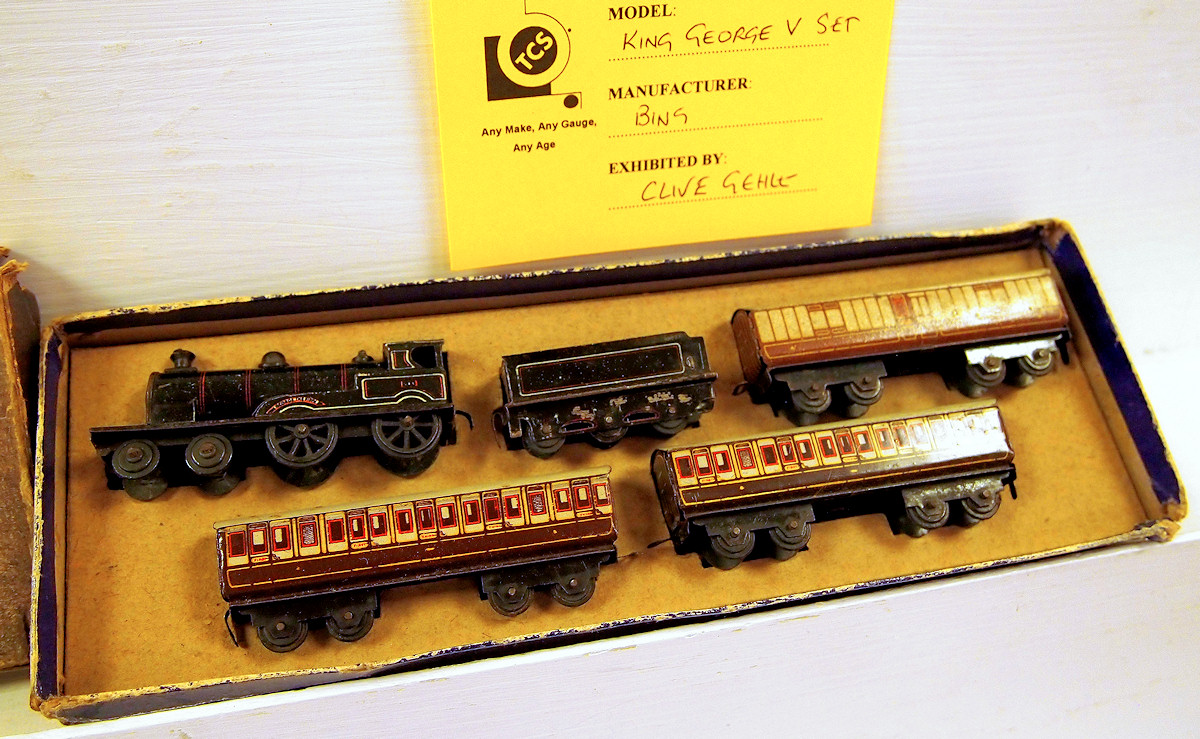 TCS
Any Make, Any Gauge,
Any Age
MODEL:
KING GEORGE V SET
MANUFACTURER:
BING
EXHIBITED BY:
CLIVE GEHLE